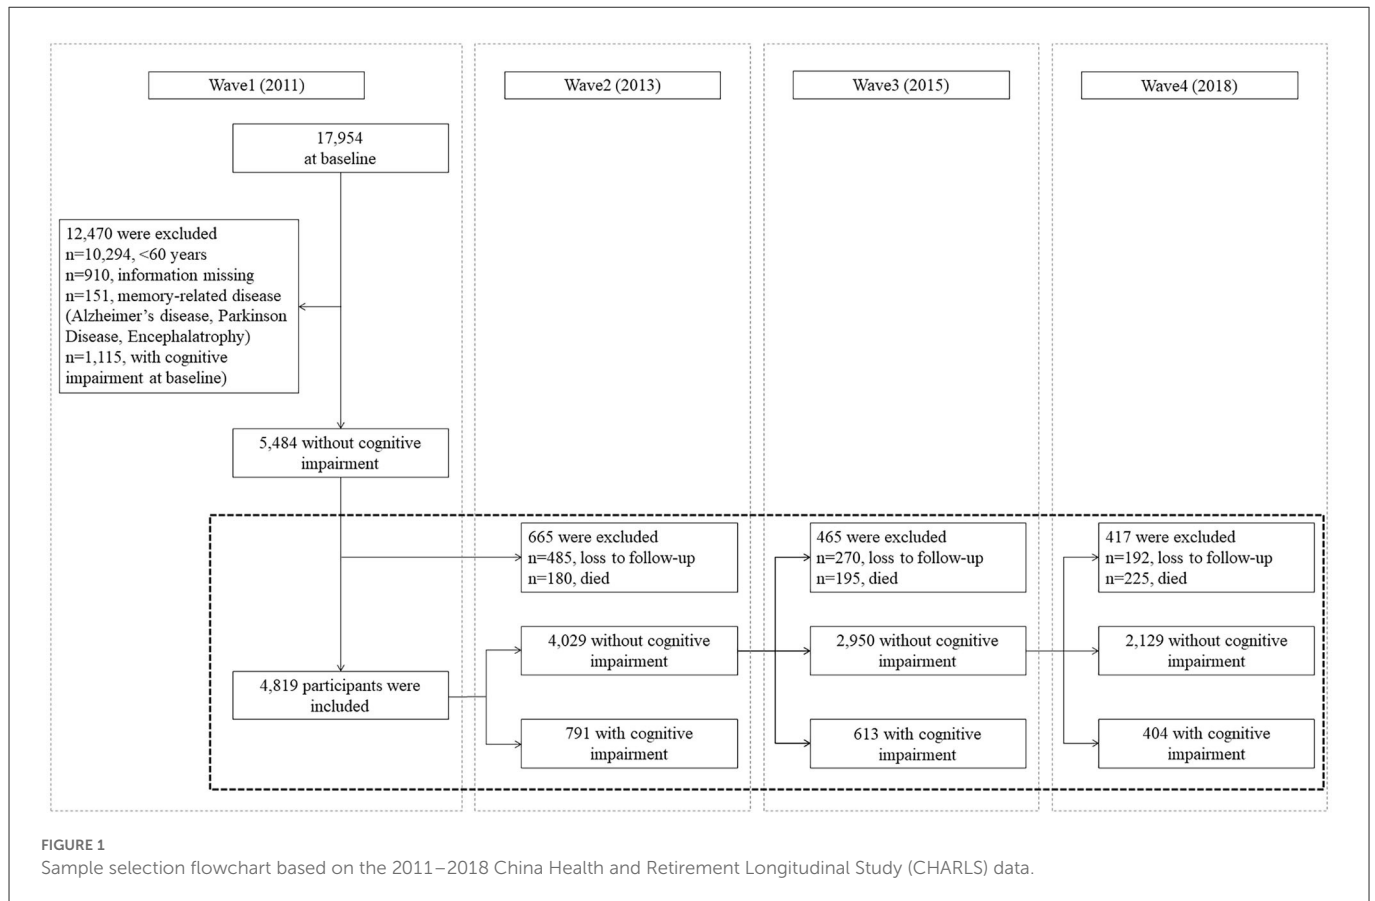 Wave1 (2011)
Wave2 (2013)
Wave3 (2015)
Wave4 (2018)
17,954
at baseline
12,470 were excluded
n=10,294, <60 years
n=910, information missing
n=151, memory-related disease
(Alzheimer's disease, Parkinson
Disease, Encephalatrophy)
n=1,115, with cognitive
impairment at baseline)
5,484 without cognitive
impairment
665 were excluded
n=485, loss to follow-up
n=180, died
465 were excluded
n=270, loss to follow-up
n=195, died
417 were excluded
n=192, loss to follow-up
n=225, died
4,819 participants were
included
4,029 without cognitive
impairment
2,950 without cognitive
impairment
2,129 without cognitive
impairment
791 with cognitive
impairment
613 with cognitive
impairment
404 with cognitive
impairment
FIGURE 1
Sample selection flowchart based on the 2011–2018 China Health and Retirement Longitudinal Study (CHARLS) data.